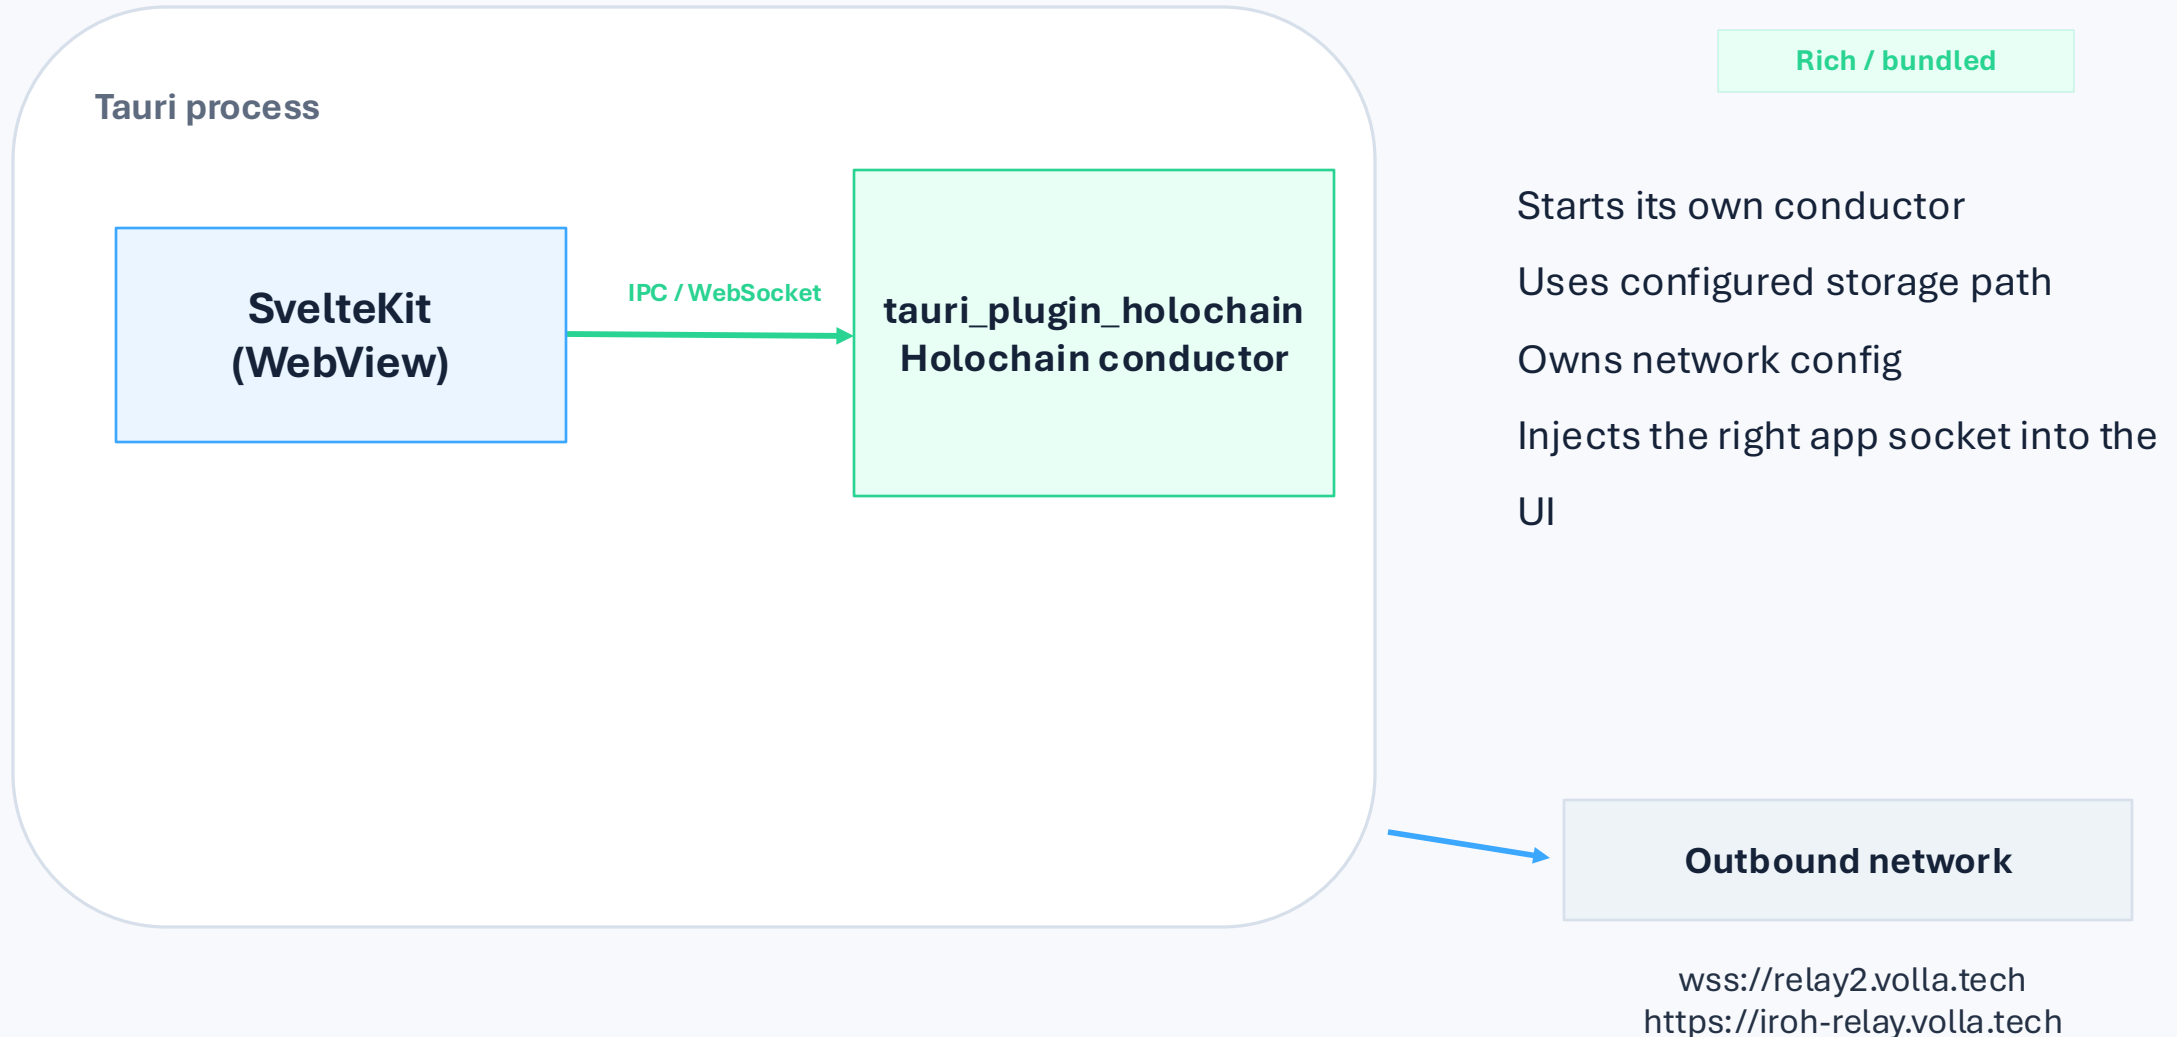 Rich / bundled
Tauri process
SvelteKit
(WebView)
IPC / WebSocket
tauri_plugin_holochain
Holochain conductor
Starts its own conductor
Uses configured storage path
Owns network config
Injects the right app socket into the
UI
Outbound network
wss://relay2.volla.tech
https://iroh-relay.volla.tech